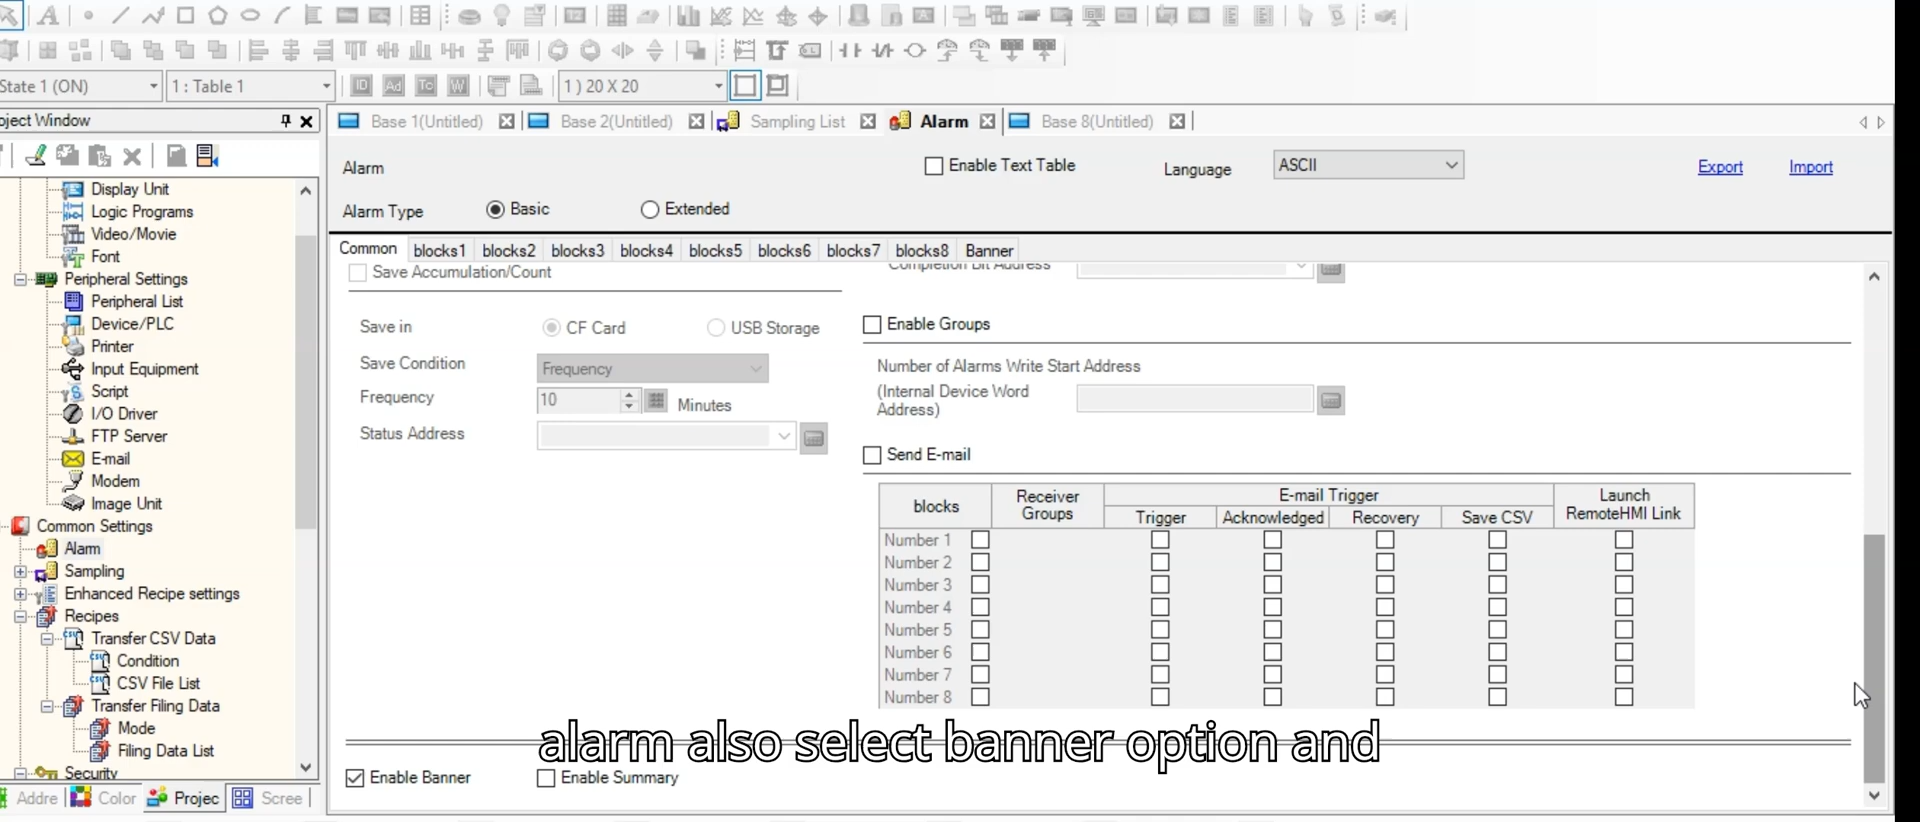 State 1 (ON)
1 : Table 1
ID Ad To W
1 ) 20 X 20
oject Window
Base 1(Untitled)
Base 2(Untitled)
Sampling List
Alarm
Base 8(Untitled)
Display Unit
Logic Programs
Video/Movie
Font
Peripheral Settings
Peripheral List
Device/PLC
Printer
Input Equipment
Script
I/O Driver
FTP Server
E-mail
Modem
Image Unit
Common Settings
Alarm
Sampling
Enhanced Recipe settings
Recipes
Transfer CSV Data
Condition
CSV File List
Transfer Filing Data
Mode
Filing Data List
Security
Addre
Color
Projec
Scree
Alarm
Enable Text Table
Language
ASCII
Export
Import
Alarm Type
Basic
Extended
Common
blocks1
blocks2
blocks3
blocks4
blocks5
blocks6
blocks7
blocks8
Banner
Save Accumulation/Count
Save in
CF Card
USB Storage
Save Condition
Frequency
Frequency
10
Minutes
Status Address
Completion Bit Address
Enable Groups
Number of Alarms Write Start Address
(Internal Device Word
Address)
Send E-mail
blocks
Receiver
Groups
E-mail Trigger
Trigger
Acknowledged
Recovery
Save CSV
Launch
RemoteHMI Link
Number 1
Number 2
Number 3
Number 4
Number 5
Number 6
Number 7
Number 8
alarm also select banner option and
Enable Banner
Enable Summary